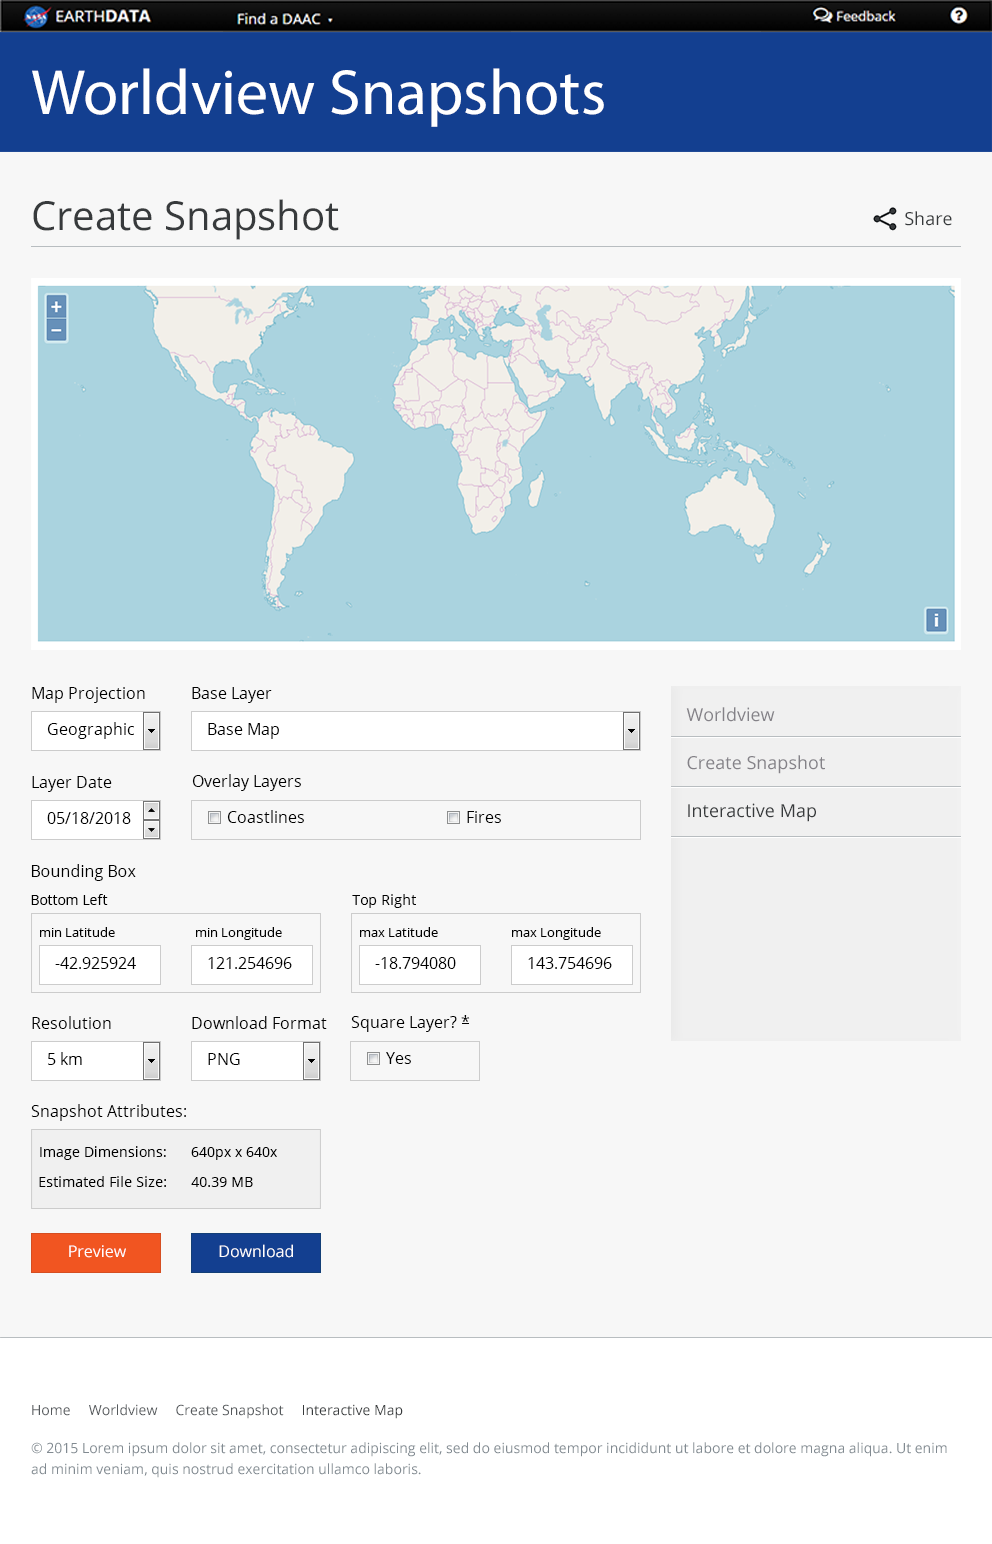 EARTHDATA Find a DAAC Feedback ?
Worldview Snapshots
Create Snapshot Share
+
−
i
Map Projection Base Layer
Geographic Base Map
Worldview
Create Snapshot
Interactive Map
Layer Date Overlay Layers
05/18/2018 Coastlines Fires
Bounding Box
Bottom Left Top Right
min Latitude min Longitude max Latitude max Longitude
-42.925924 121.254696 -18.794080 143.754696
Resolution Download Format Square Layer? *
5 km PNG Yes
Snapshot Attributes:
Image Dimensions: 640px x 640x
Estimated File Size: 40.39 MB
Preview Download
Home Worldview Create Snapshot Interactive Map
© 2015 Lorem ipsum dolor sit amet, consectetur adipiscing elit, sed do eiusmod tempor incididunt ut labore et dolore magna aliqua. Ut enim
ad minim veniam, quis nostrud exercitation ullamco laboris.